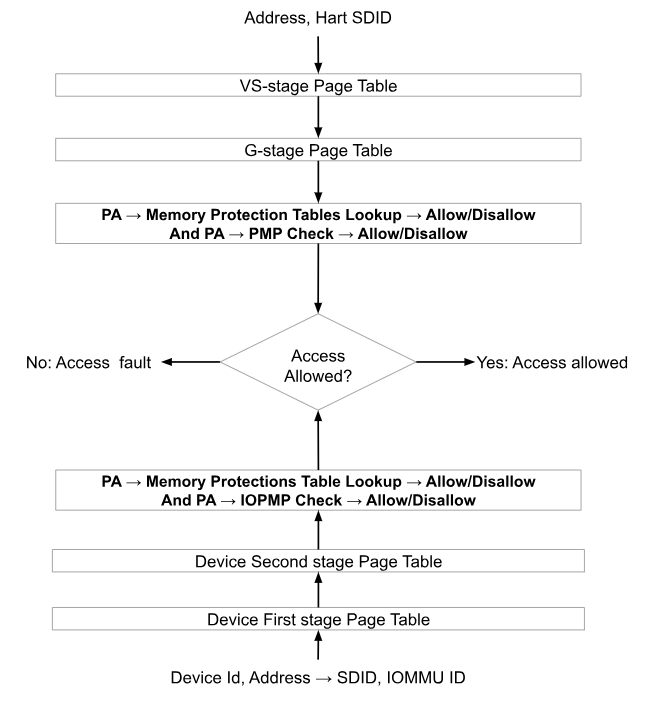 Address, Hart SDID
VS-stage Page Table
G-stage Page Table
PA → Memory Protection Tables Lookup → Allow/Disallow
And PA → PMP Check → Allow/Disallow
Access
Allowed?
No: Access fault
Yes: Access allowed
PA → Memory Protections Table Lookup → Allow/Disallow
And PA → IOPMP Check → Allow/Disallow
Device Second stage Page Table
Device First stage Page Table
Device Id, Address → SDID, IOMMU ID